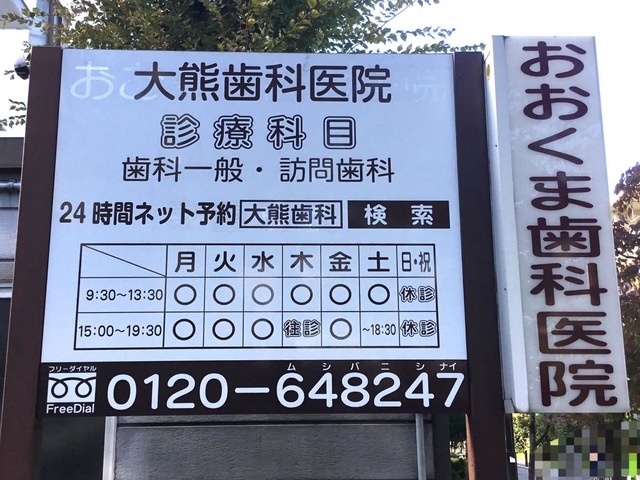 大熊歯科医院
診療科目
歯科一般・訪問歯科
24時間ネット予約 大熊歯科 検索
月 火 水 木 金 土 日・祝
9:30～13:30 ○ ○ ○ ○ ○ ○ 休診
15:00～19:30 ○ ○ ○ 往診 ○ ～18:30 休診
フリーダイヤル
FreeDial
ムシバニシナイ
0120-648247
おおくま歯科医院